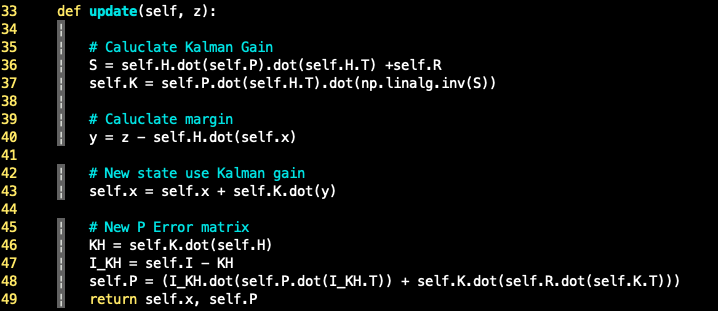 33 def update(self, z):
34
35 # Caluclate Kalman Gain
36 S = self.H.dot(self.P).dot(self.H.T) +self.R
37 self.K = self.P.dot(self.H.T).dot(np.linalg.inv(S))
38
39 # Caluclate margin
40 y = z - self.H.dot(self.x)
41
42 # New state use Kalman gain
43 self.x = self.x + self.K.dot(y)
44
45 # New P Error matrix
46 KH = self.K.dot(self.H)
47 I_KH = self.I - KH
48 self.P = (I_KH.dot(self.P.dot(I_KH.T)) + self.K.dot(self.R.dot(self.K.T)))
49 return self.x, self.P